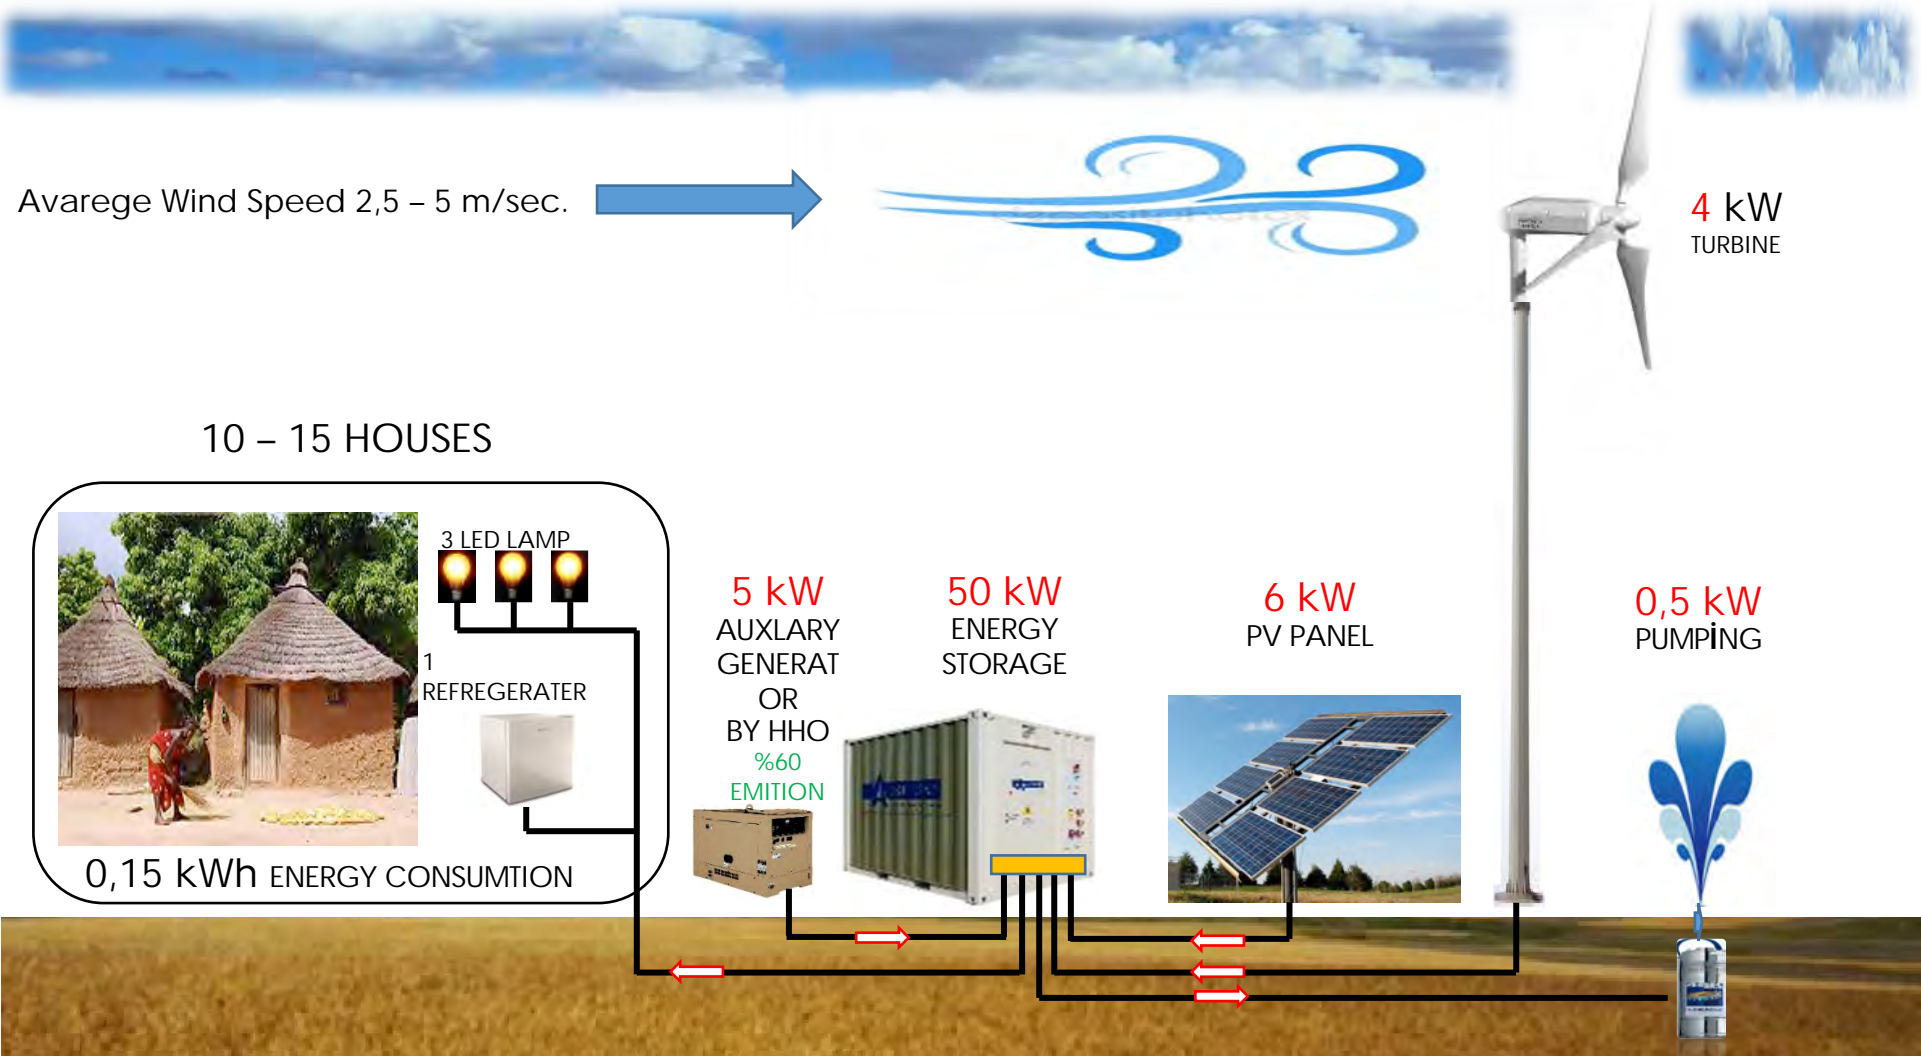 Avarege Wind Speed 2,5 – 5 m/sec.
4 kW
TURBINE
10 – 15 HOUSES
3 LED LAMP
1
REFREGERATER
0,15 kWh ENERGY CONSUMTION
5 kW
AUXLARY
GENERAT
OR
BY HHO
%60
EMITION
50 kW
ENERGY
STORAGE
6 kW
PV PANEL
0,5 kW
PUMPİNG